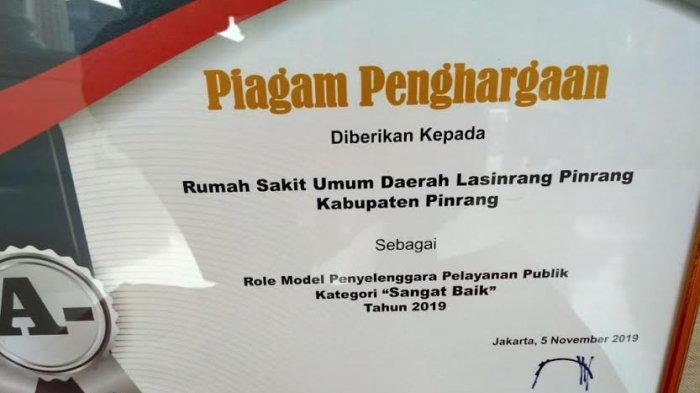 Piagam Penghargaan
Diberikan Kepada
Rumah Sakit Umum Daerah Lasinrang Pinrang
Kabupaten Pinrang
Sebagai
Role Model Penyelenggara Pelayanan Publik
Kategori “Sangat Baik”
Tahun 2019
A-
Jakarta, 5 November 2019